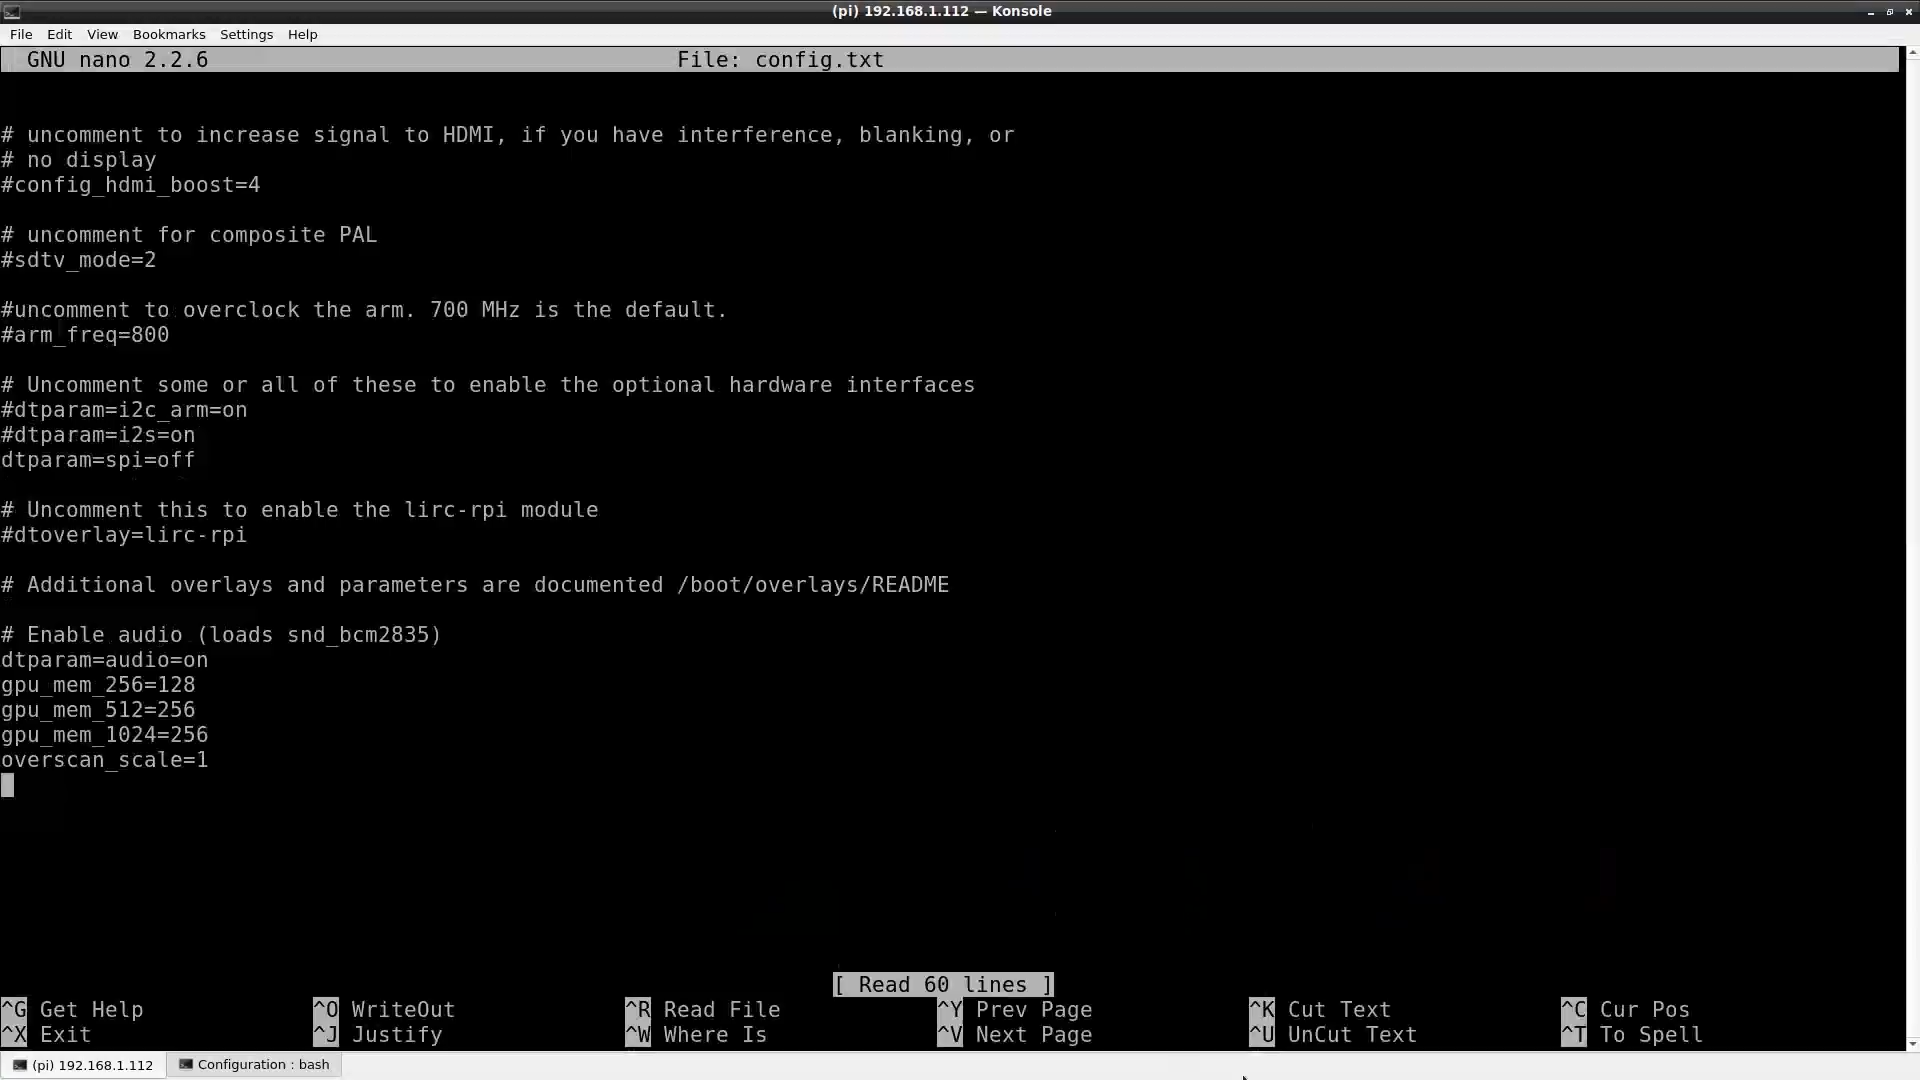 (pi) 192.168.1.112 — Konsole
File Edit View Bookmarks Settings Help
GNU nano 2.2.6 File: config.txt
# uncomment to increase signal to HDMI, if you have interference, blanking, or
# no display
#config_hdmi_boost=4
# uncomment for composite PAL
#sdtv_mode=2
#uncomment to overclock the arm. 700 MHz is the default.
#arm_freq=800
# Uncomment some or all of these to enable the optional hardware interfaces
#dtparam=i2c_arm=on
#dtparam=i2s=on
dtparam=spi=off
# Uncomment this to enable the lirc-rpi module
#dtoverlay=lirc-rpi
# Additional overlays and parameters are documented /boot/overlays/README
# Enable audio (loads snd_bcm2835)
dtparam=audio=on
gpu_mem_256=128
gpu_mem_512=256
gpu_mem_1024=256
overscan_scale=1
[ Read 60 lines ]
^G Get Help ^O WriteOut ^R Read File ^Y Prev Page ^K Cut Text ^C Cur Pos
^X Exit ^J Justify ^W Where Is ^V Next Page ^U UnCut Text ^T To Spell
(pi) 192.168.1.112 Configuration : bash